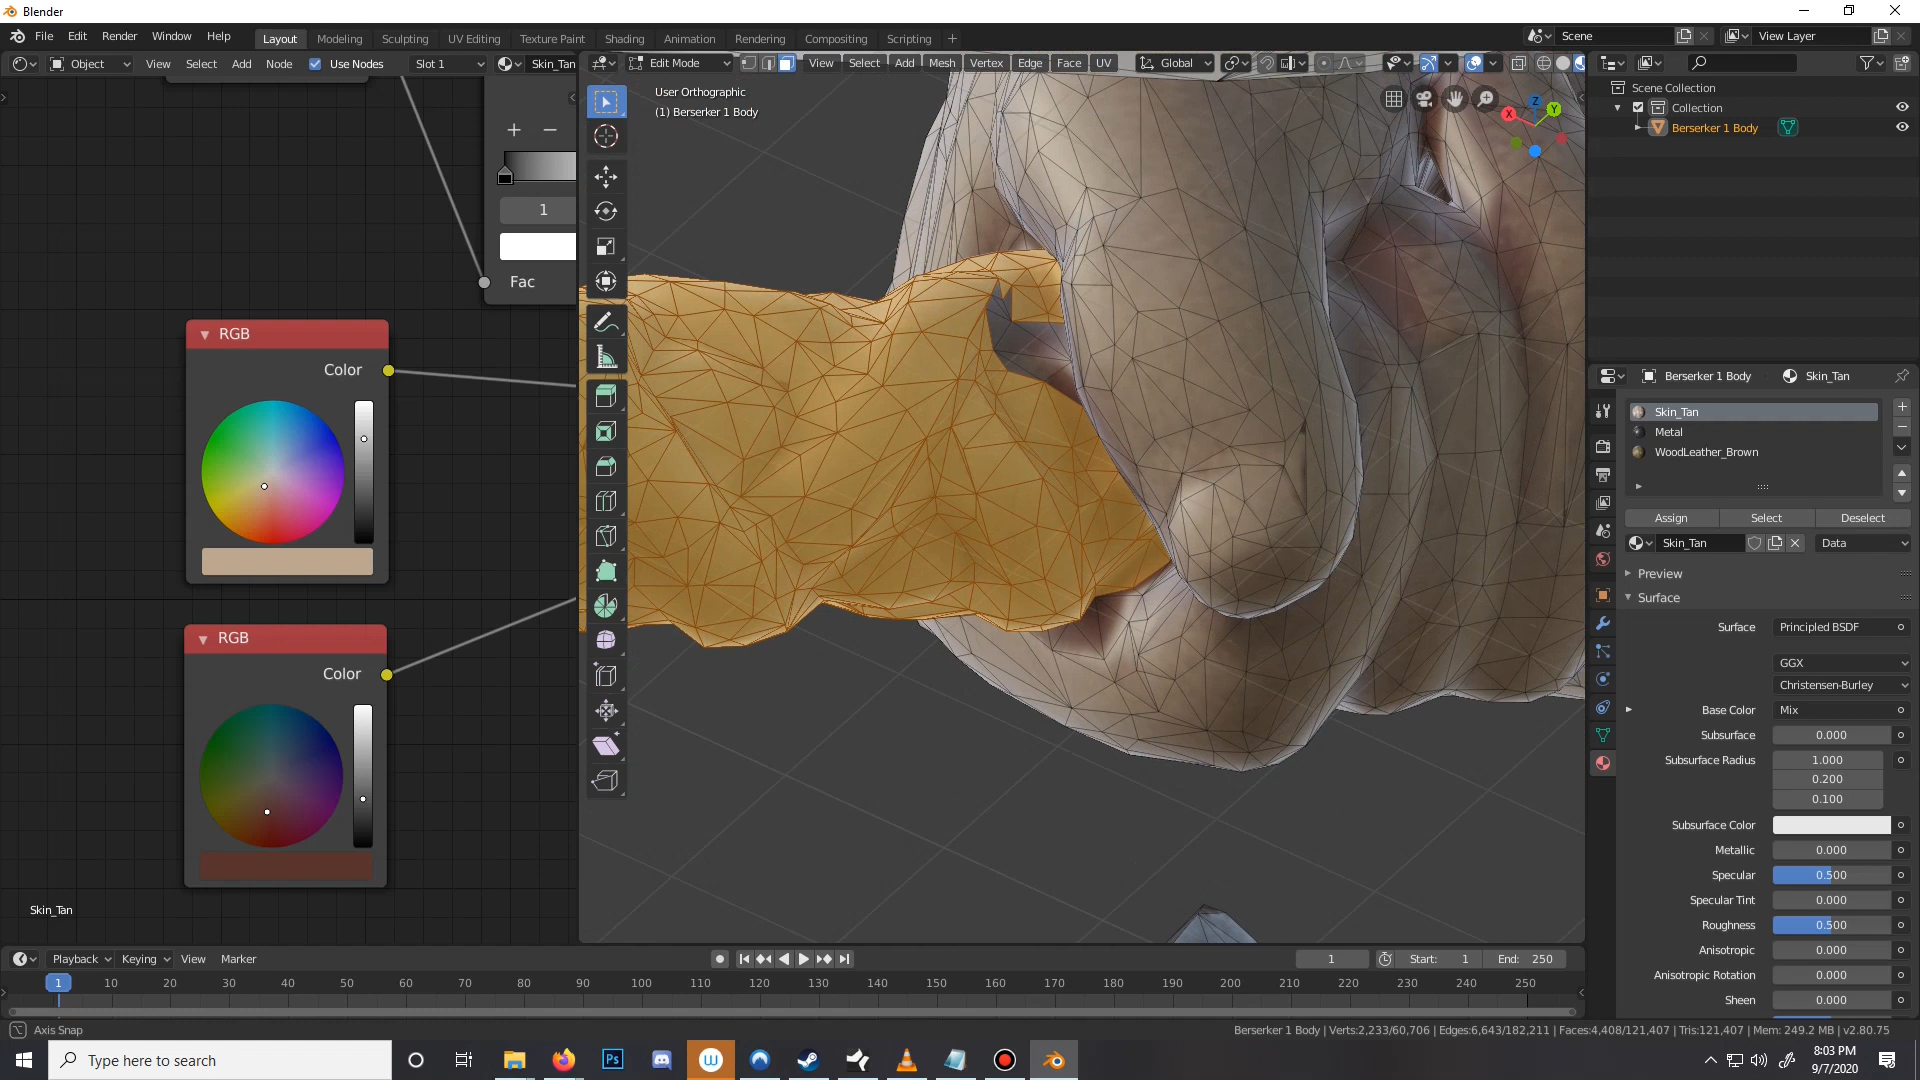 Blender
File Edit Render Window Help
Layout Modeling Sculpting UV Editing Texture Paint Shading Animation Rendering Compositing Scripting +
Scene View Layer
Object View Select Add Node Use Nodes Slot 1 Skin_Tan
Edit Mode View Select Add Mesh Vertex Edge Face UV Global
User Orthographic
(1) Berserker 1 Body
Z
Y
X
Scene Collection
Collection
Berserker 1 Body
1
Fac
RGB
Color
RGB
Color
Skin_Tan
Berserker 1 Body Skin_Tan
Skin_Tan
Metal
WoodLeather_Brown
Assign Select Deselect
Skin_Tan Data
Preview
Surface
Surface Principled BSDF
GGX
Christensen-Burley
Base Color Mix
Subsurface 0.000
Subsurface Radius 1.000
0.200
0.100
Subsurface Color
Metallic 0.000
Specular 0.500
Specular Tint 0.000
Roughness 0.500
Anisotropic 0.000
Anisotropic Rotation 0.000
Sheen 0.000
Playback Keying View Marker
1 Start: 1 End: 250
1 10 20 30 40 50 60 70 80 90 100 110 120 130 140 150 160 170 180 190 200 210 220 230 240 250
Axis Snap
Berserker 1 Body | Verts:2,233/60,706 | Edges:6,643/182,211 | Faces:4,408/121,407 | Tris:121,407 | Mem: 249.2 MB | v2.80.75
Type here to search
Ps
W
8:03 PM
9/7/2020